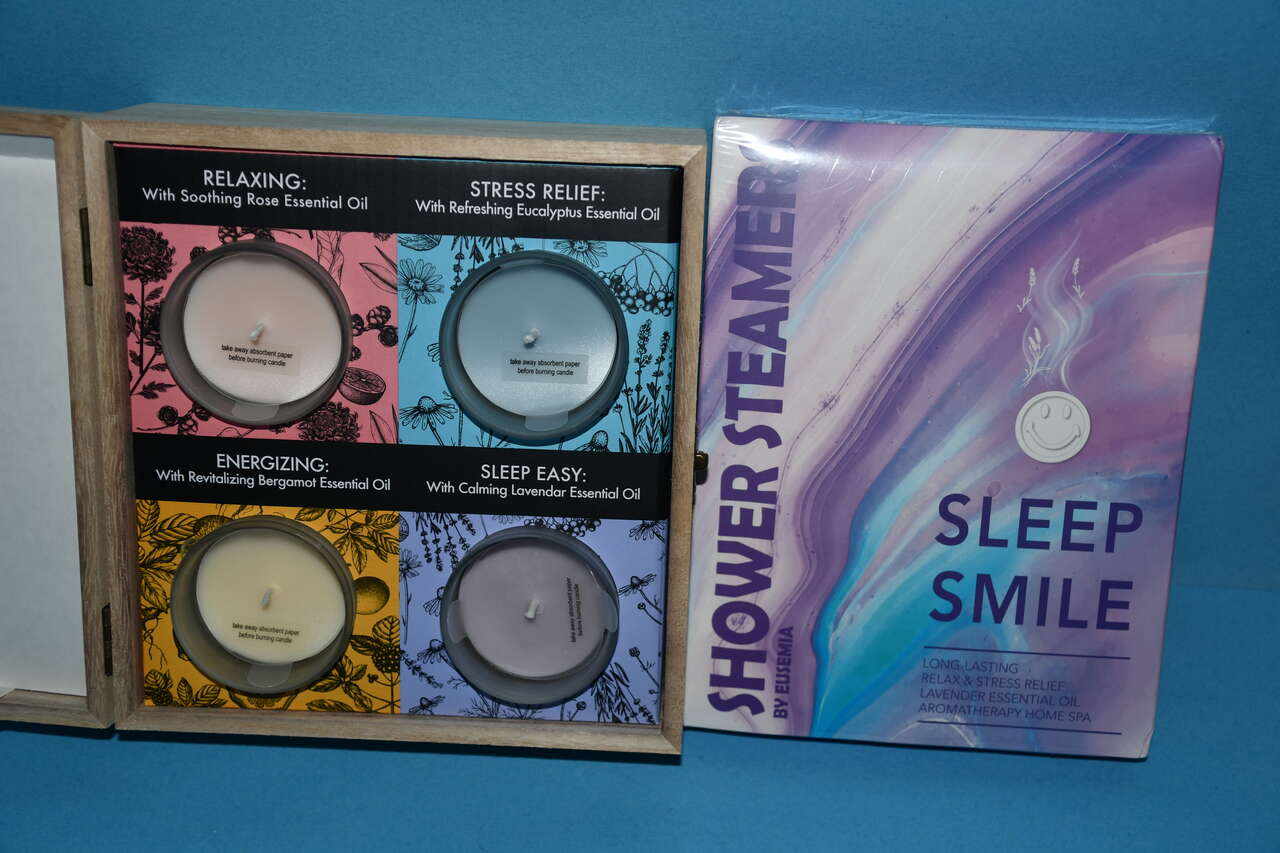 RELAXING:
With Soothing Rose Essential Oil
STRESS RELIEF:
With Refreshing Eucalyptus Essential Oil
take away absorbent paper
before burning candle
take away absorbent paper
before burning candle
ENERGIZING:
With Revitalizing Bergamot Essential Oil
SLEEP EASY:
With Calming Lavendar Essential Oil
take away absorbent paper
before burning candle
take away absorbent paper
before burning candle
SHOWER STEAMERS
BY EUSEMIA
SLEEP
SMILE
LONG-LASTING
RELAX & STRESS RELIEF
LAVENDER ESSENTIAL OIL
AROMATHERAPY HOME SPA